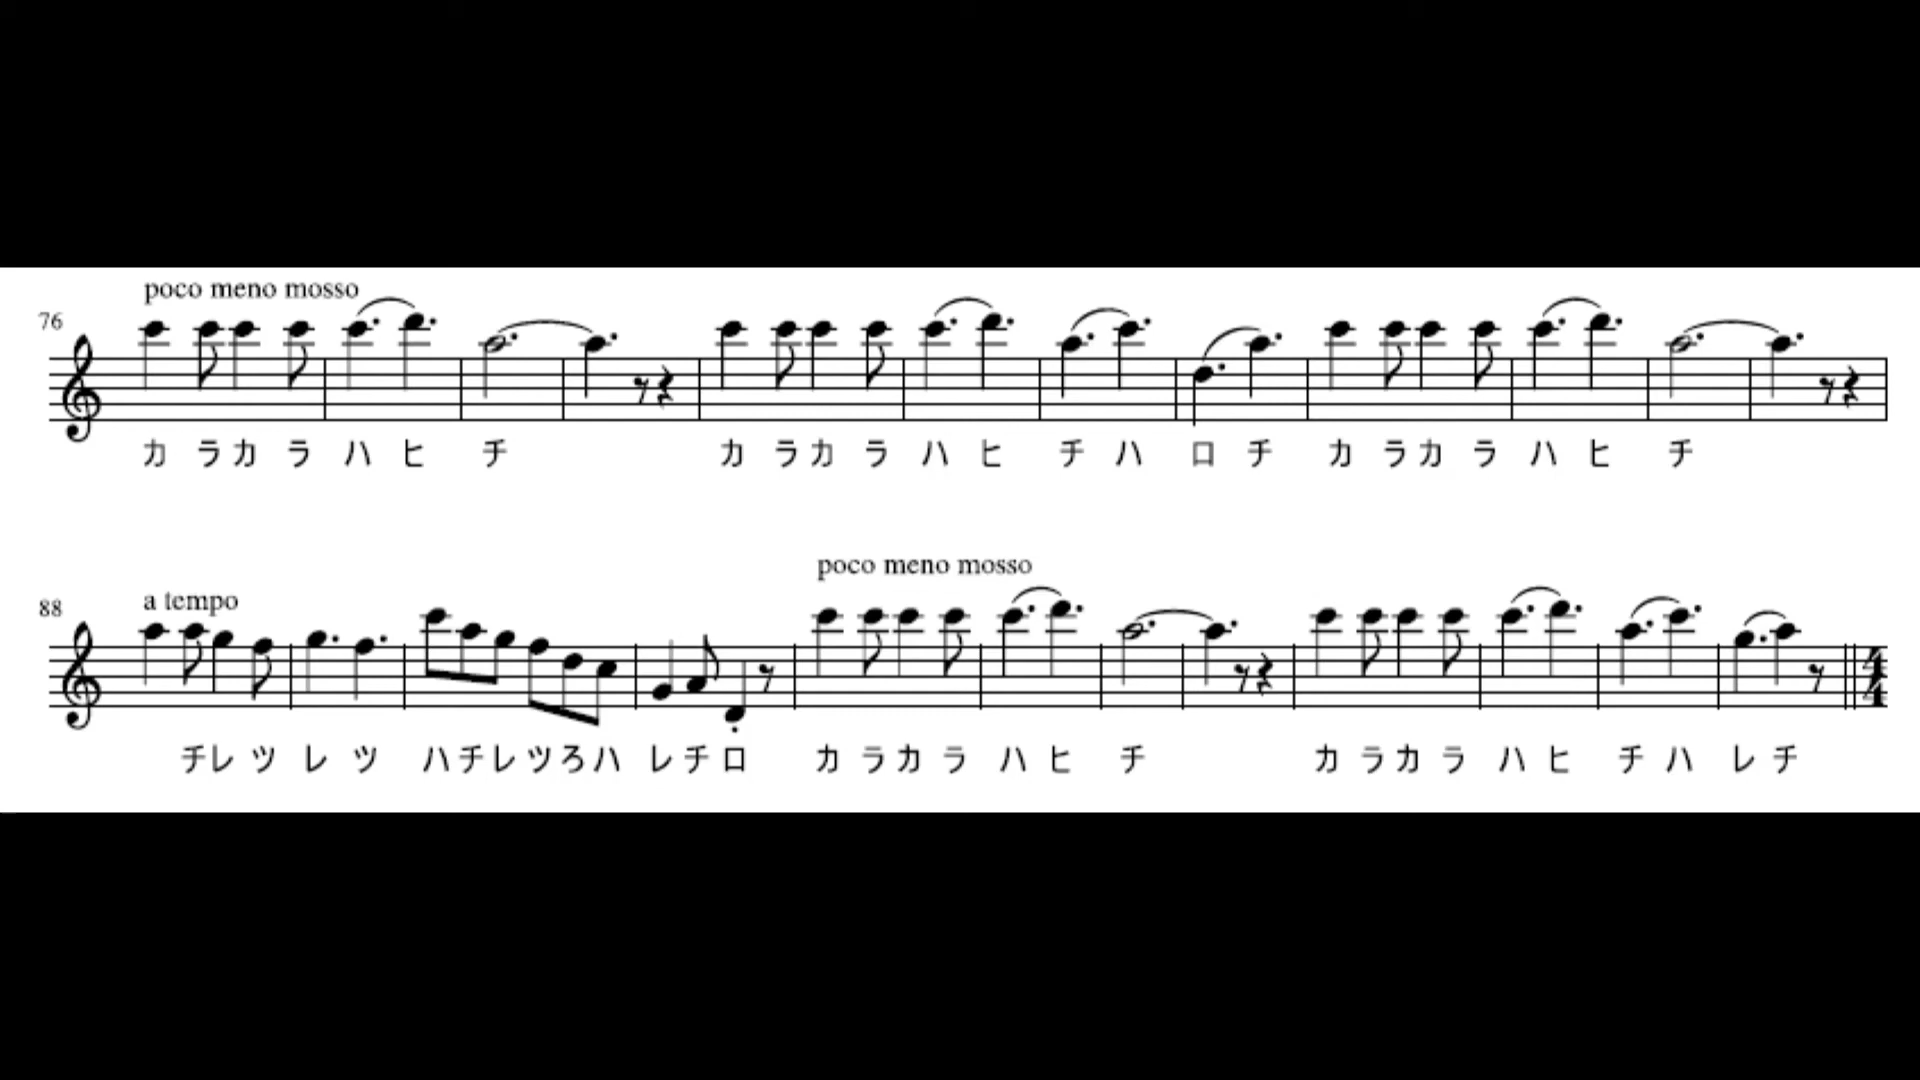 poco meno mosso
76
カ ラ カ ラ ハ ヒ チ カ ラ カ ラ ハ ヒ チ ハ ロ チ カ ラ カ ラ ハ ヒ チ
poco meno mosso
88 a tempo
チ レ ツ レ ツ ハ チ レ ツ ろ ハ レ チ ロ カ ラ カ ラ ハ ヒ チ カ ラ カ ラ ハ ヒ チ ハ レ チ
4
4